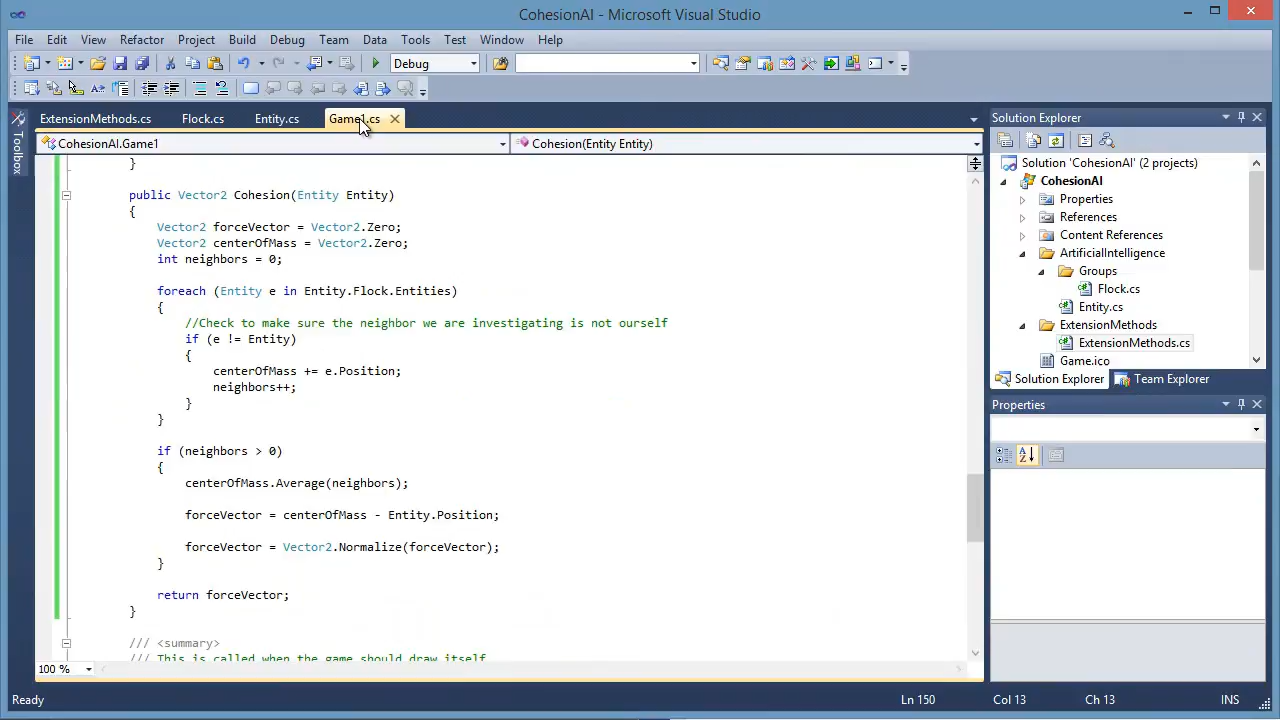 CohesionAI - Microsoft Visual Studio
File Edit View Refactor Project Build Debug Team Data Tools Test Window Help
Debug
ExtensionMethods.cs Flock.cs Entity.cs Game1.cs
CohesionAI.Game1 Cohesion(Entity Entity)
Toolbox
}
public Vector2 Cohesion(Entity Entity)
{
Vector2 forceVector = Vector2.Zero;
Vector2 centerOfMass = Vector2.Zero;
int neighbors = 0;
foreach (Entity e in Entity.Flock.Entities)
{
//Check to make sure the neighbor we are investigating is not ourself
if (e != Entity)
{
centerOfMass += e.Position;
neighbors++;
}
}
if (neighbors > 0)
{
centerOfMass.Average(neighbors);
forceVector = centerOfMass - Entity.Position;
forceVector = Vector2.Normalize(forceVector);
}
return forceVector;
}
/// <summary>
/// This is called when the game should draw itself
100 %
Solution Explorer
Solution 'CohesionAI' (2 projects)
CohesionAI
Properties
References
Content References
ArtificialIntelligence
Groups
Flock.cs
Entity.cs
ExtensionMethods
ExtensionMethods.cs
Game.ico
Solution Explorer Team Explorer
Properties
Ready Ln 150 Col 13 Ch 13 INS